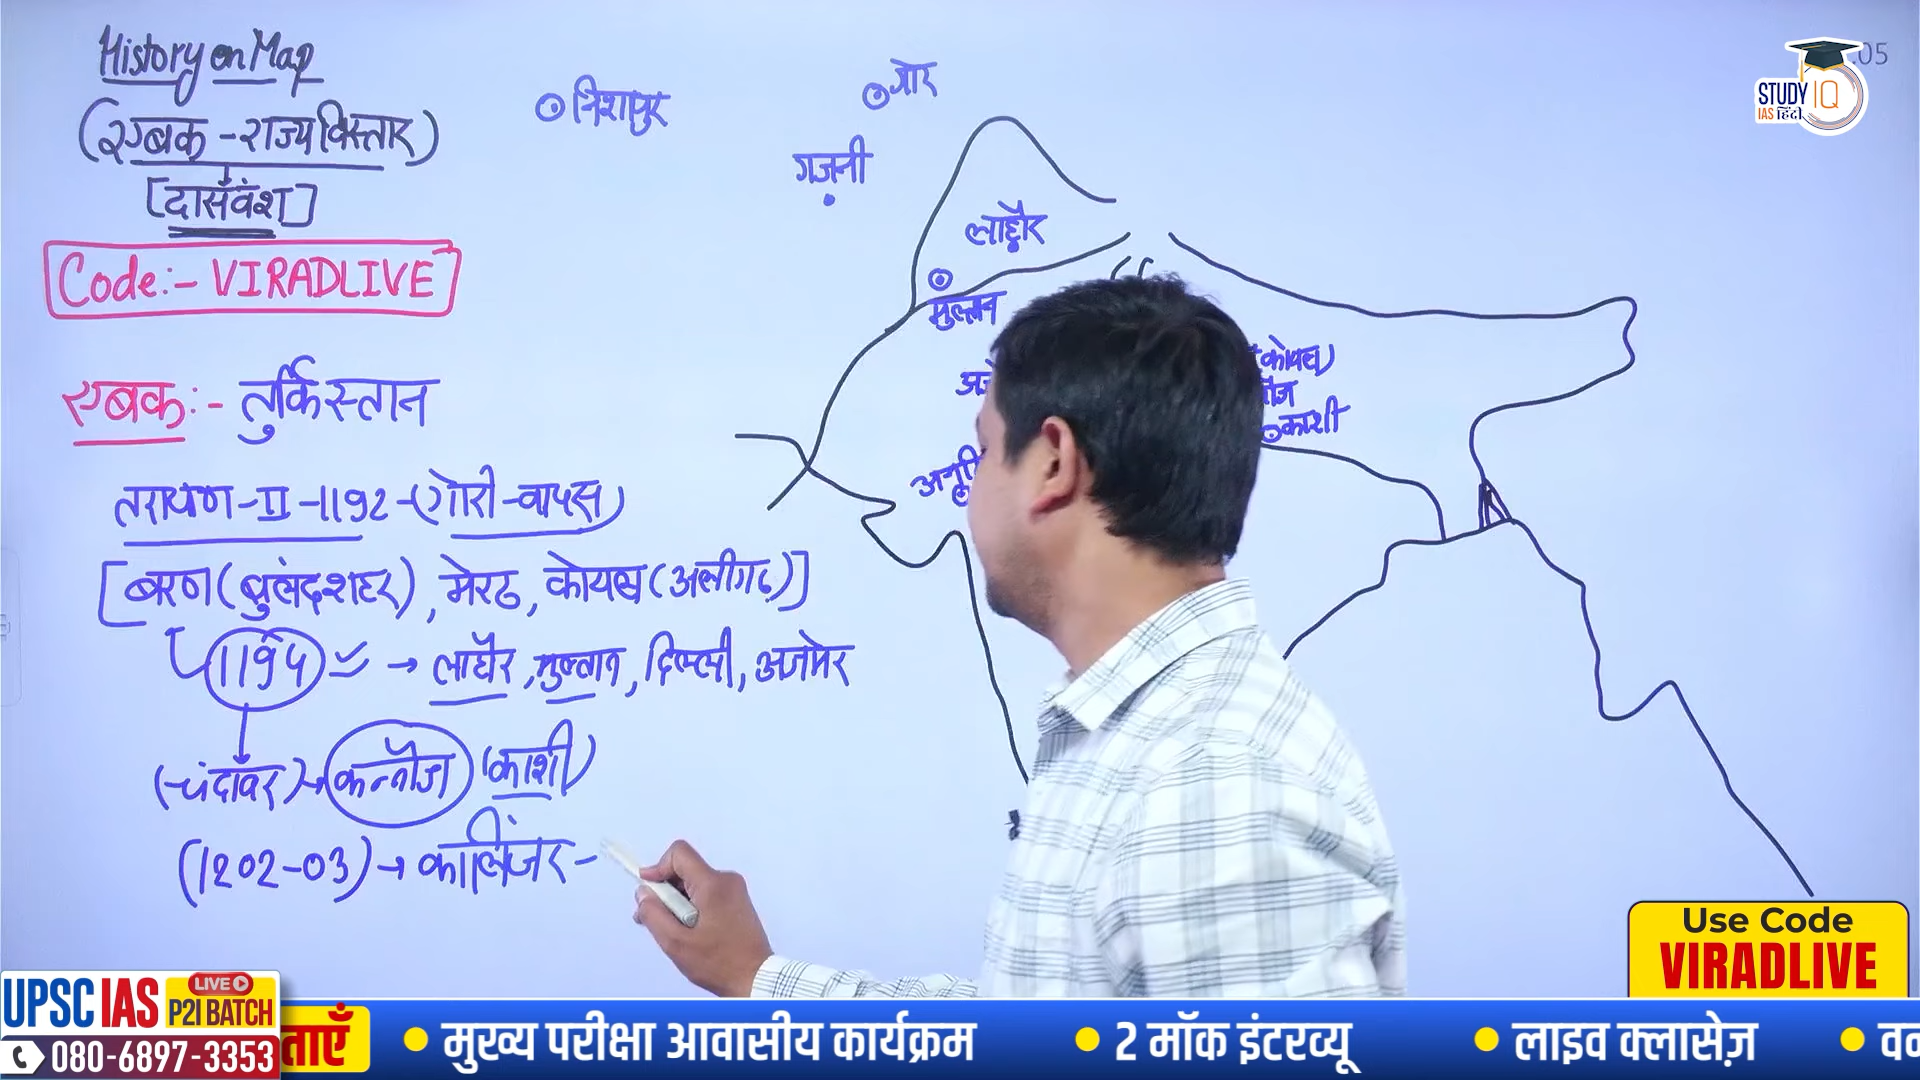 History on Map
(ऐबक - राज्य विस्तार)
[दासवंश]
Code:- VIRADLIVE
ऐबक:- तुर्किस्तान
तरायण-II-1192-(गोरी-वापस)
[बरण (बुलंदशहर), मेरठ, कोयल (अलीगढ़)]
1194 → लाहौर, मुल्तान, दिल्ली, अजमेर
(चंदावर) → कन्नौज (काशी)
(1202-03) → कालिंजर -
निशापुर
गोर
गजनी
लाहौर
मुल्तान
काशी
.05
STUDY IQ
IAS हिंदी
Use Code
VIRADLIVE
LIVE
UPSC IAS P2I BATCH
080-6897-3353
ताएँ • मुख्य परीक्षा आवासीय कार्यक्रम • 2 मॉक इंटरव्यू • लाइव क्लासेज़ •